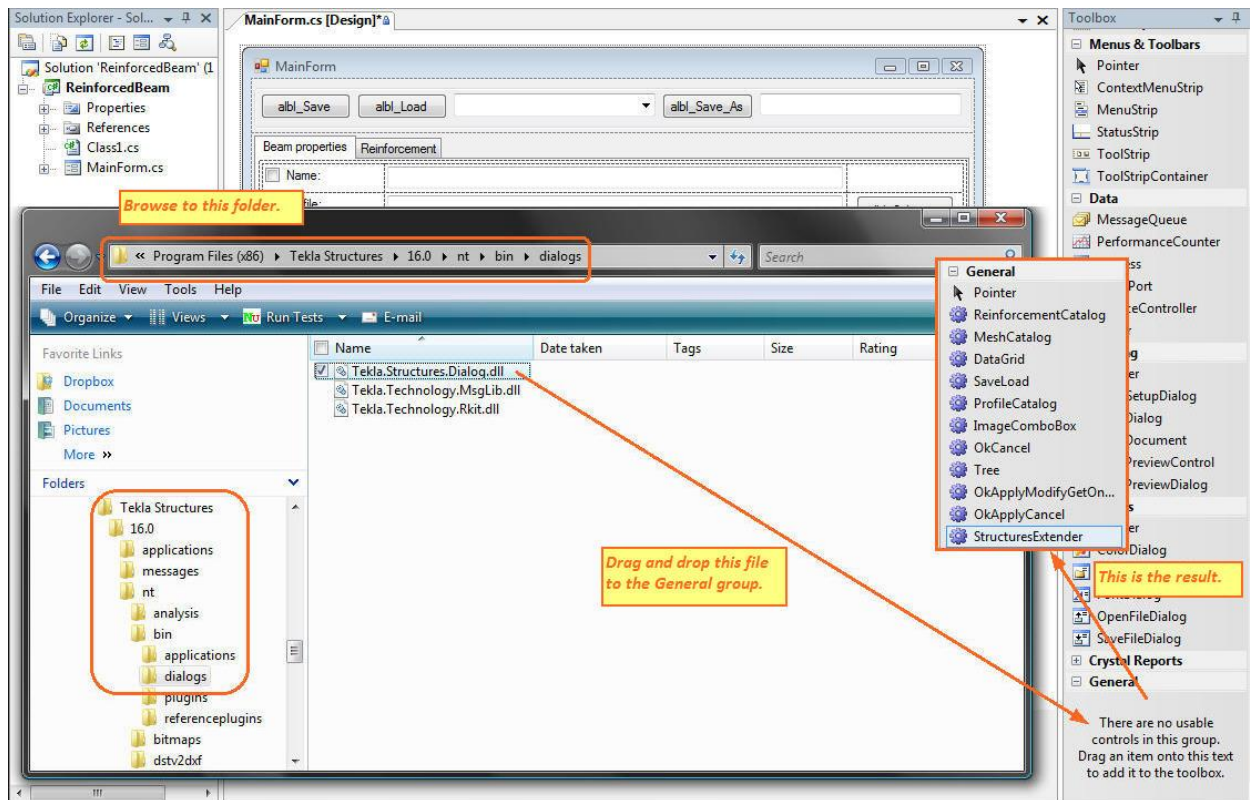 Solution Explorer - Sol...
Solution 'ReinforcedBeam' (1
ReinforcedBeam
Properties
References
Class1.cs
MainForm.cs
MainForm.cs [Design]*
MainForm
albl_Save
albl_Load
albl_Save_As
Beam properties
Reinforcement
Name:
Browse to this folder.
« Program Files (x86) ▸ Tekla Structures ▸ 16.0 ▸ nt ▸ bin ▸ dialogs
Search
File Edit View Tools Help
Organize
Views
Nu Run Tests
E-mail
Favorite Links
Dropbox
Documents
Pictures
More »
Folders
Tekla Structures
16.0
applications
messages
nt
analysis
bin
applications
dialogs
plugins
referenceplugins
bitmaps
dstv2dxf
Name
Date taken
Tags
Size
Rating
Tekla.Structures.Dialog.dll
Tekla.Technology.MsgLib.dll
Tekla.Technology.Rkit.dll
Drag and drop this file
to the General group.
General
Pointer
ReinforcementCatalog
MeshCatalog
DataGrid
SaveLoad
ProfileCatalog
ImageComboBox
OkCancel
Tree
OkApplyModifyGetOn...
OkApplyCancel
StructuresExtender
This is the result.
Toolbox
Menus & Toolbars
Pointer
ContextMenuStrip
MenuStrip
StatusStrip
ToolStrip
ToolStripContainer
Data
MessageQueue
PerformanceCounter
ess
Port
eController
er
SetupDialog
Dialog
Document
PreviewControl
PreviewDialog
er
ColorDialog
OpenFileDialog
SaveFileDialog
Crystal Reports
General
There are no usable
controls in this group.
Drag an item onto this text
to add it to the toolbox.